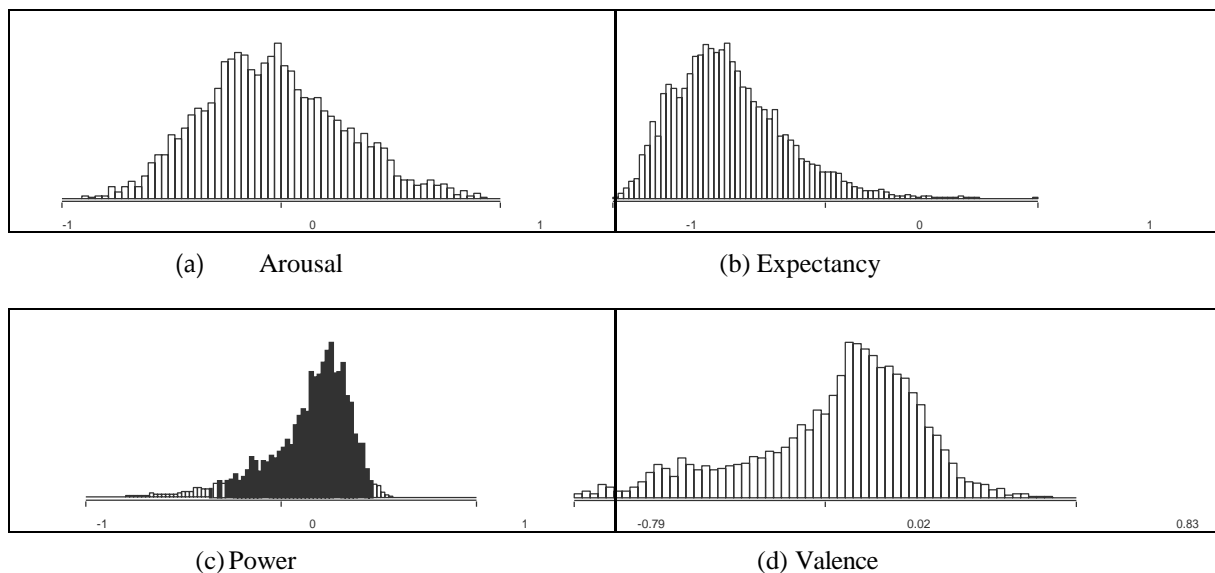 -1 0 1 -1 0 1
(a) Arousal (b) Expectancy
-1 0 1 -0.79 0.02 0.83
(c) Power (d) Valence